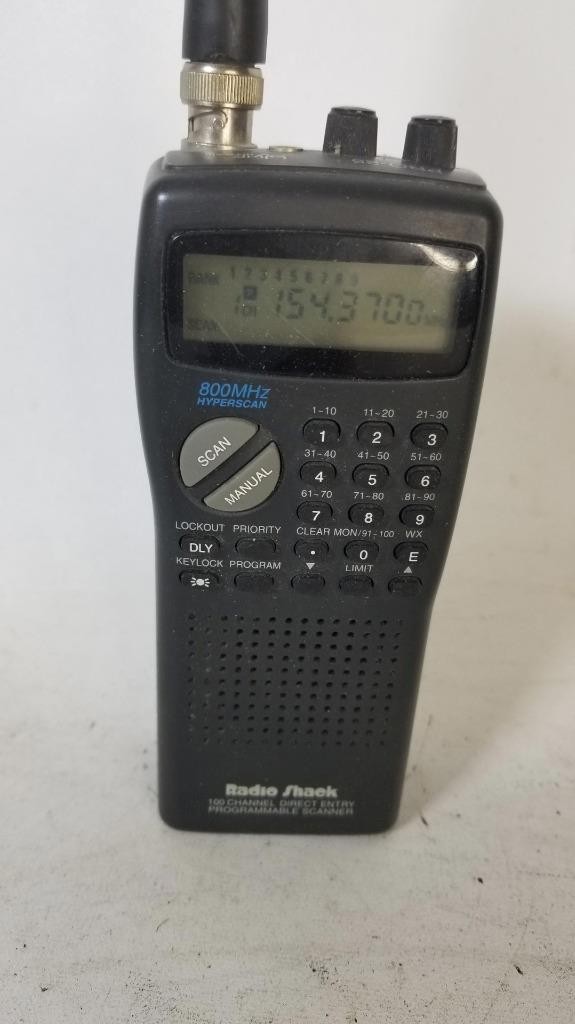 BANK 1 2 3 4 5 6 7 8 9
P 154.3700
SCAN
800MHz
HYPERSCAN
SCAN
MANUAL
1~10 11~20 21~30
1 2 3
31~40 41~50 51~60
4 5 6
61~70 71~80 81~90
7 8 9
LOCKOUT PRIORITY CLEAR MON/91~100 WX
DLY • 0 E
KEYLOCK PROGRAM ▼ LIMIT ▲
Radio Shack
100 CHANNEL DIRECT ENTRY
PROGRAMMABLE SCANNER